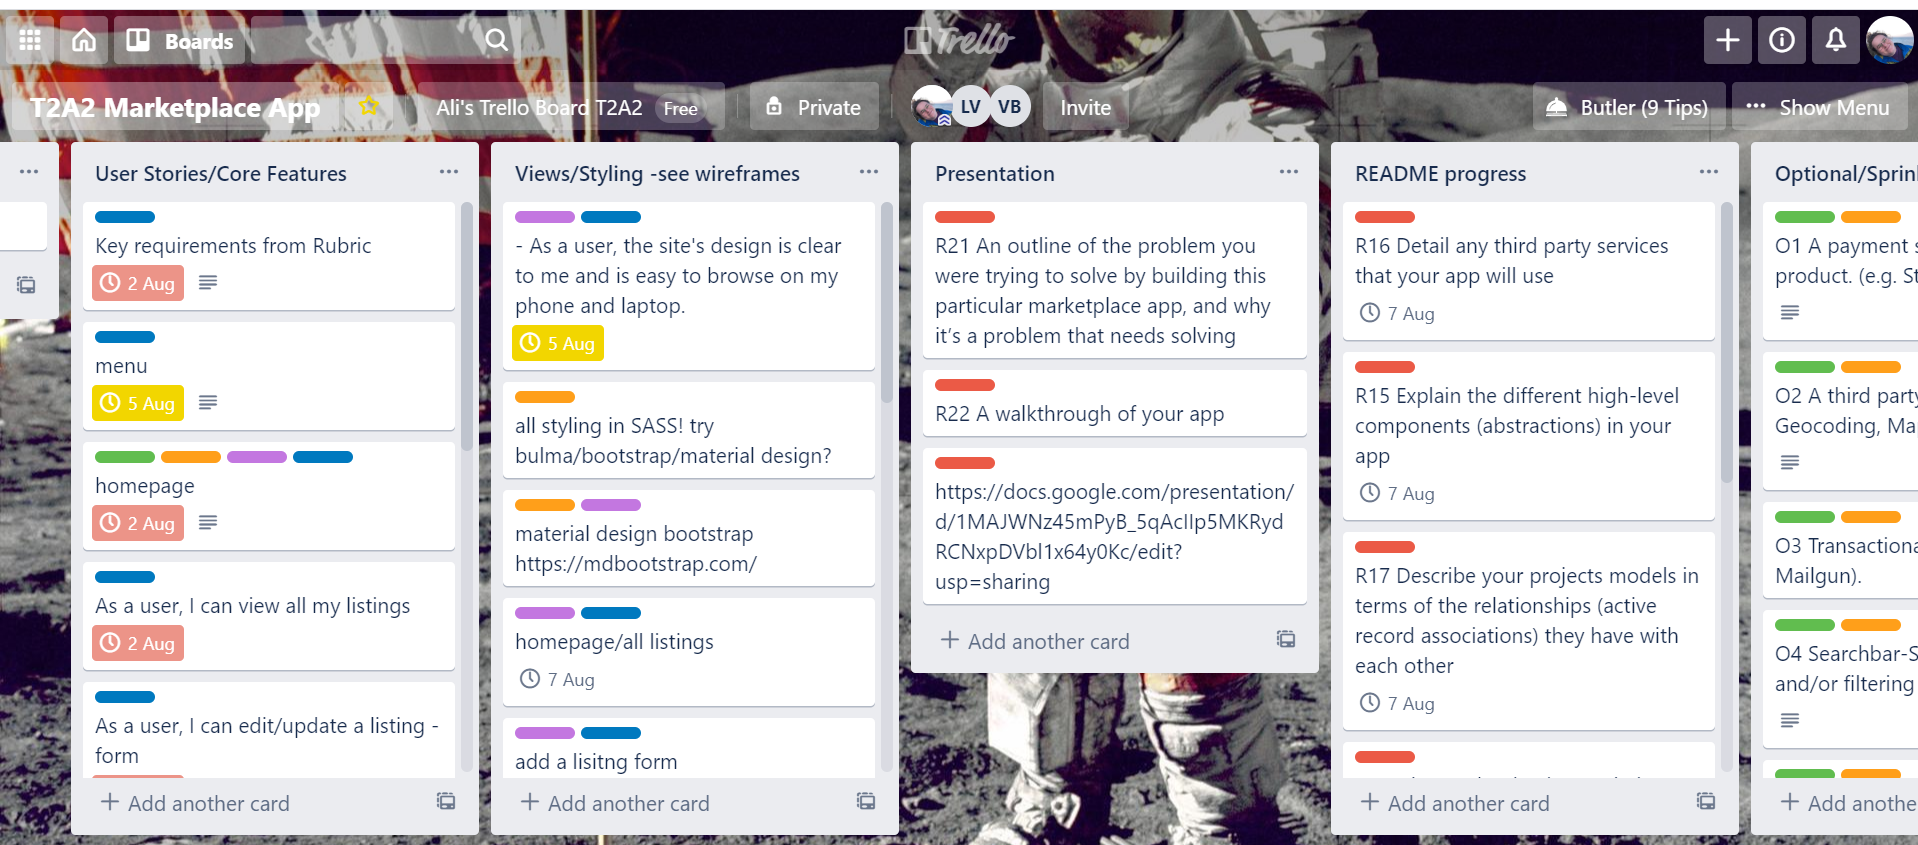 Boards
Trello
T2A2 Marketplace App
Ali's Trello Board T2A2 Free
Private
LV
VB
Invite
Butler (9 Tips)
Show Menu
User Stories/Core Features
Key requirements from Rubric
2 Aug
menu
5 Aug
homepage
2 Aug
As a user, I can view all my listings
2 Aug
As a user, I can edit/update a listing -
form
Add another card
Views/Styling -see wireframes
- As a user, the site's design is clear
to me and is easy to browse on my
phone and laptop.
5 Aug
all styling in SASS! try
bulma/bootstrap/material design?
material design bootstrap
https://mdbootstrap.com/
homepage/all listings
7 Aug
add a lisitng form
Add another card
Presentation
R21 An outline of the problem you
were trying to solve by building this
particular marketplace app, and why
it’s a problem that needs solving
R22 A walkthrough of your app
https://docs.google.com/presentation/
d/1MAJWNz45mPyB_5qAcIIp5MKRyd
RCNxpDVbl1x64y0Kc/edit?
usp=sharing
Add another card
README progress
R16 Detail any third party services
that your app will use
7 Aug
R15 Explain the different high-level
components (abstractions) in your
app
7 Aug
R17 Describe your projects models in
terms of the relationships (active
record associations) they have with
each other
7 Aug
Add another card
Optional/Sprin
O1 A payment
product. (e.g. St
O2 A third party
Geocoding, Ma
O3 Transactiona
Mailgun).
O4 Searchbar-S
and/or filtering
Add anothe